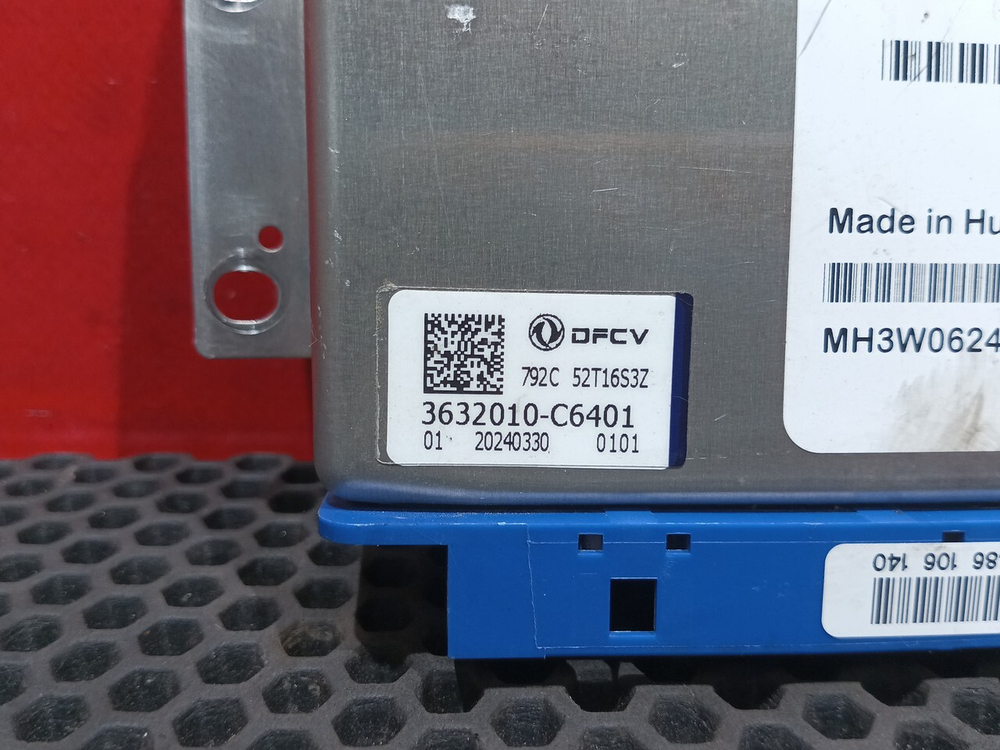 Made in Hu
MH3W0624
DFCV
792C 52T16S3Z
3632010-C6401
01 20240330 0101
86 106 140